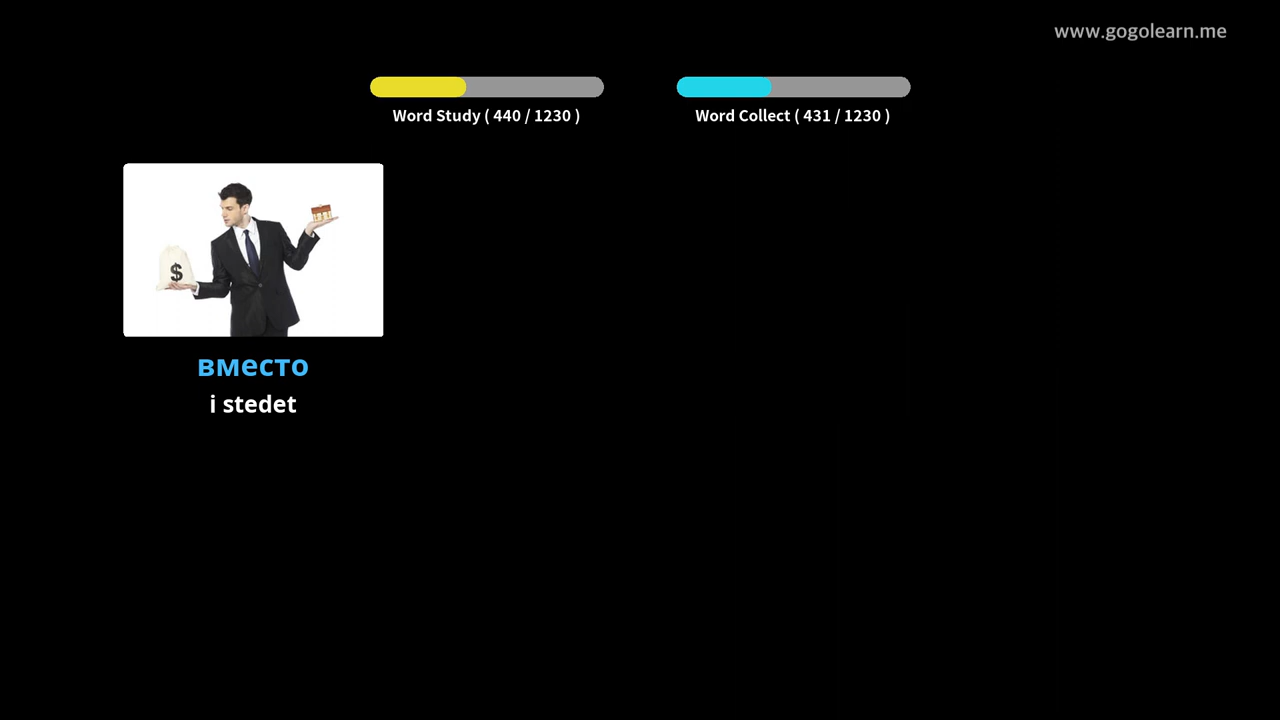 www.gogolearn.me
Word Study ( 440 / 1230 )
Word Collect ( 431 / 1230 )
$
вместо
i stedet